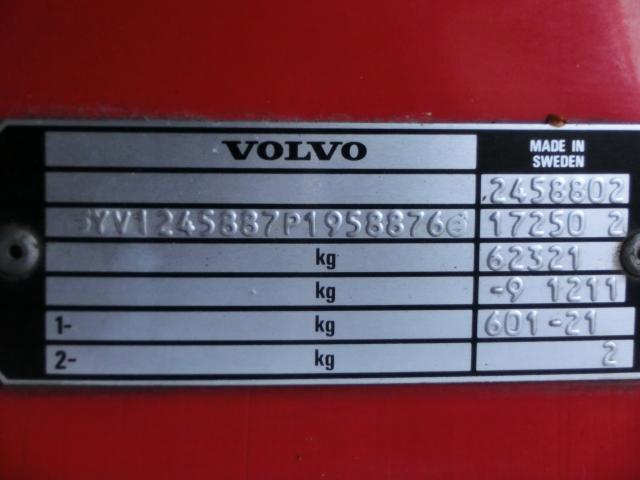 VOLVO
MADE IN
SWEDEN
2458802
YV1245887P1958876 17250 2
kg 62321
kg -9 1211
1- kg 601-21
2- kg 2